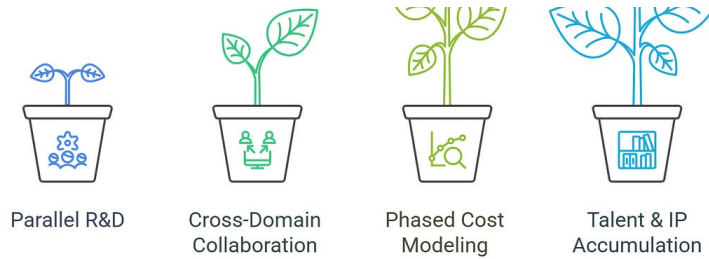 Parallel R&D
Cross-Domain
Collaboration
Phased Cost
Modeling
Talent & IP
Accumulation